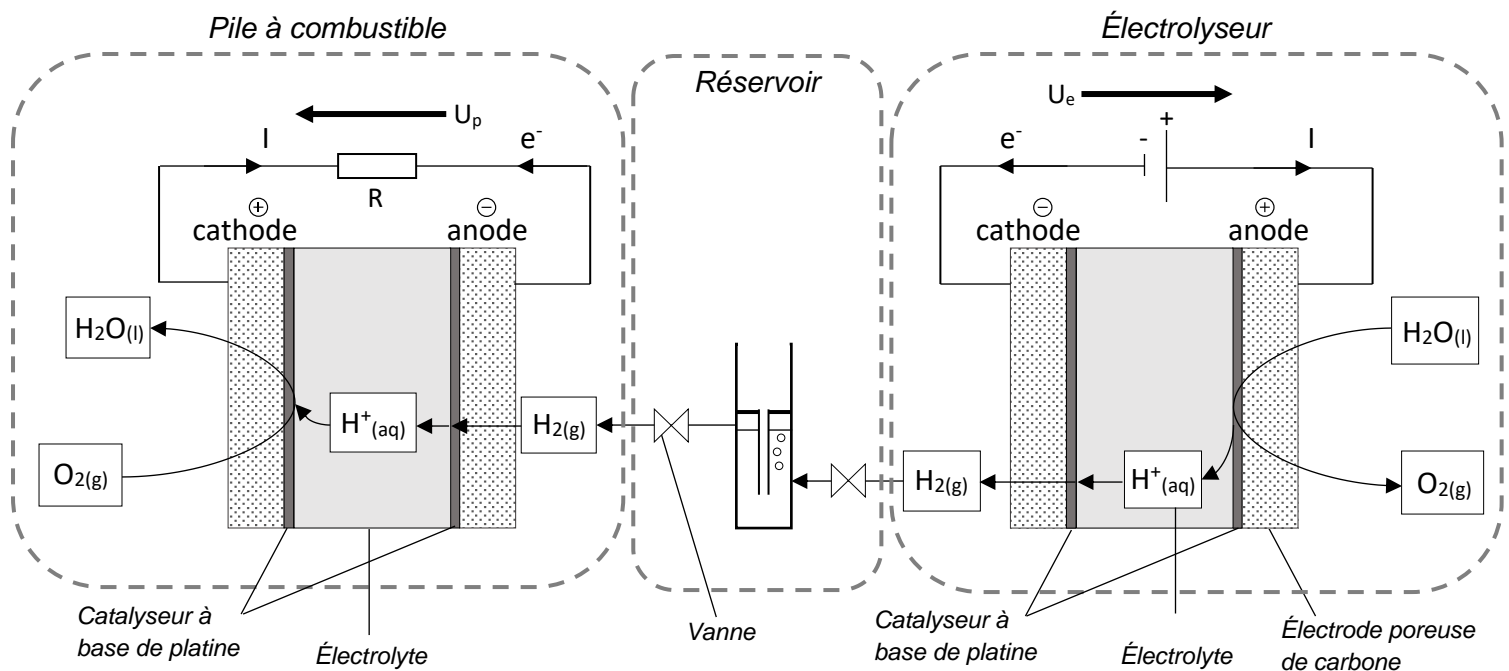 Pile à combustible
Réservoir
Électrolyseur
Up
I
e-
R
+
cathode
-
anode
H2O(l)
O2(g)
H+(aq)
H2(g)
Ue
e-
-
+
I
-
cathode
+
anode
H2(g)
H+(aq)
H2O(l)
O2(g)
Catalyseur à
base de platine
Électrolyte
Vanne
Catalyseur à
base de platine
Électrolyte
Électrode poreuse
de carbone